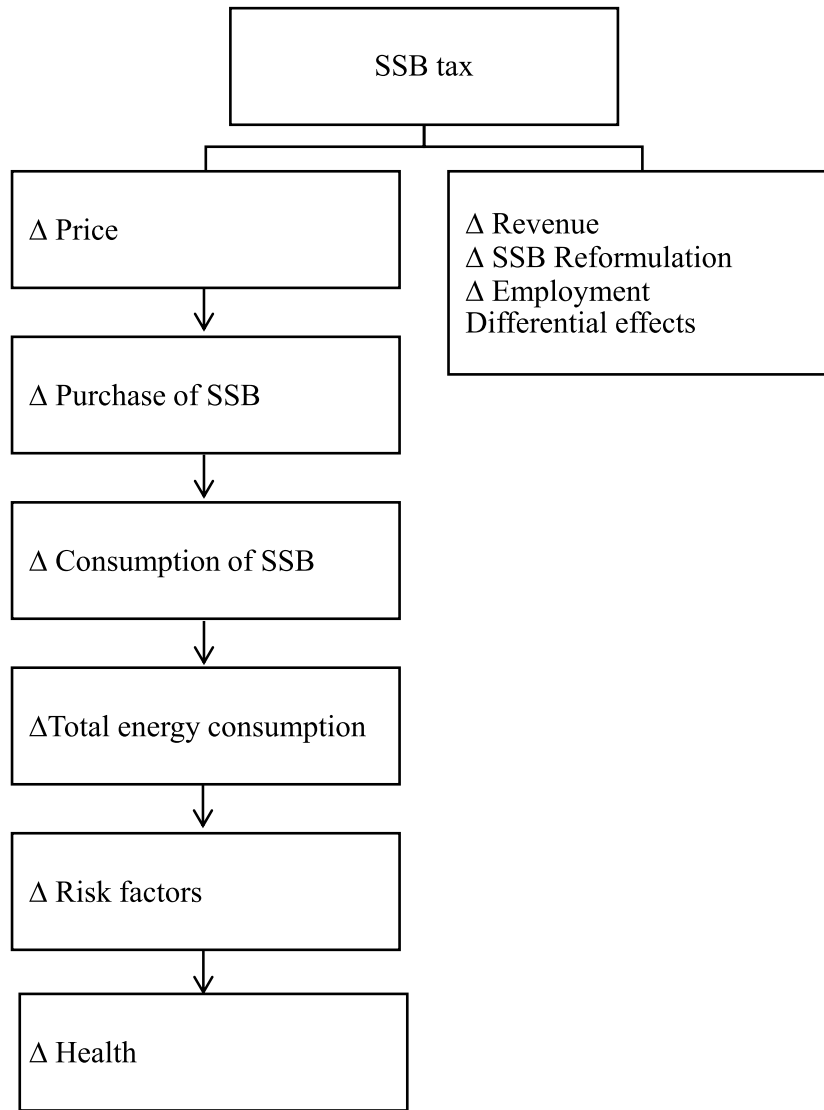 SSB tax
Δ Price
Δ Revenue
Δ SSB Reformulation
Δ Employment
Differential effects
Δ Purchase of SSB
Δ Consumption of SSB
ΔTotal energy consumption
Δ Risk factors
Δ Health